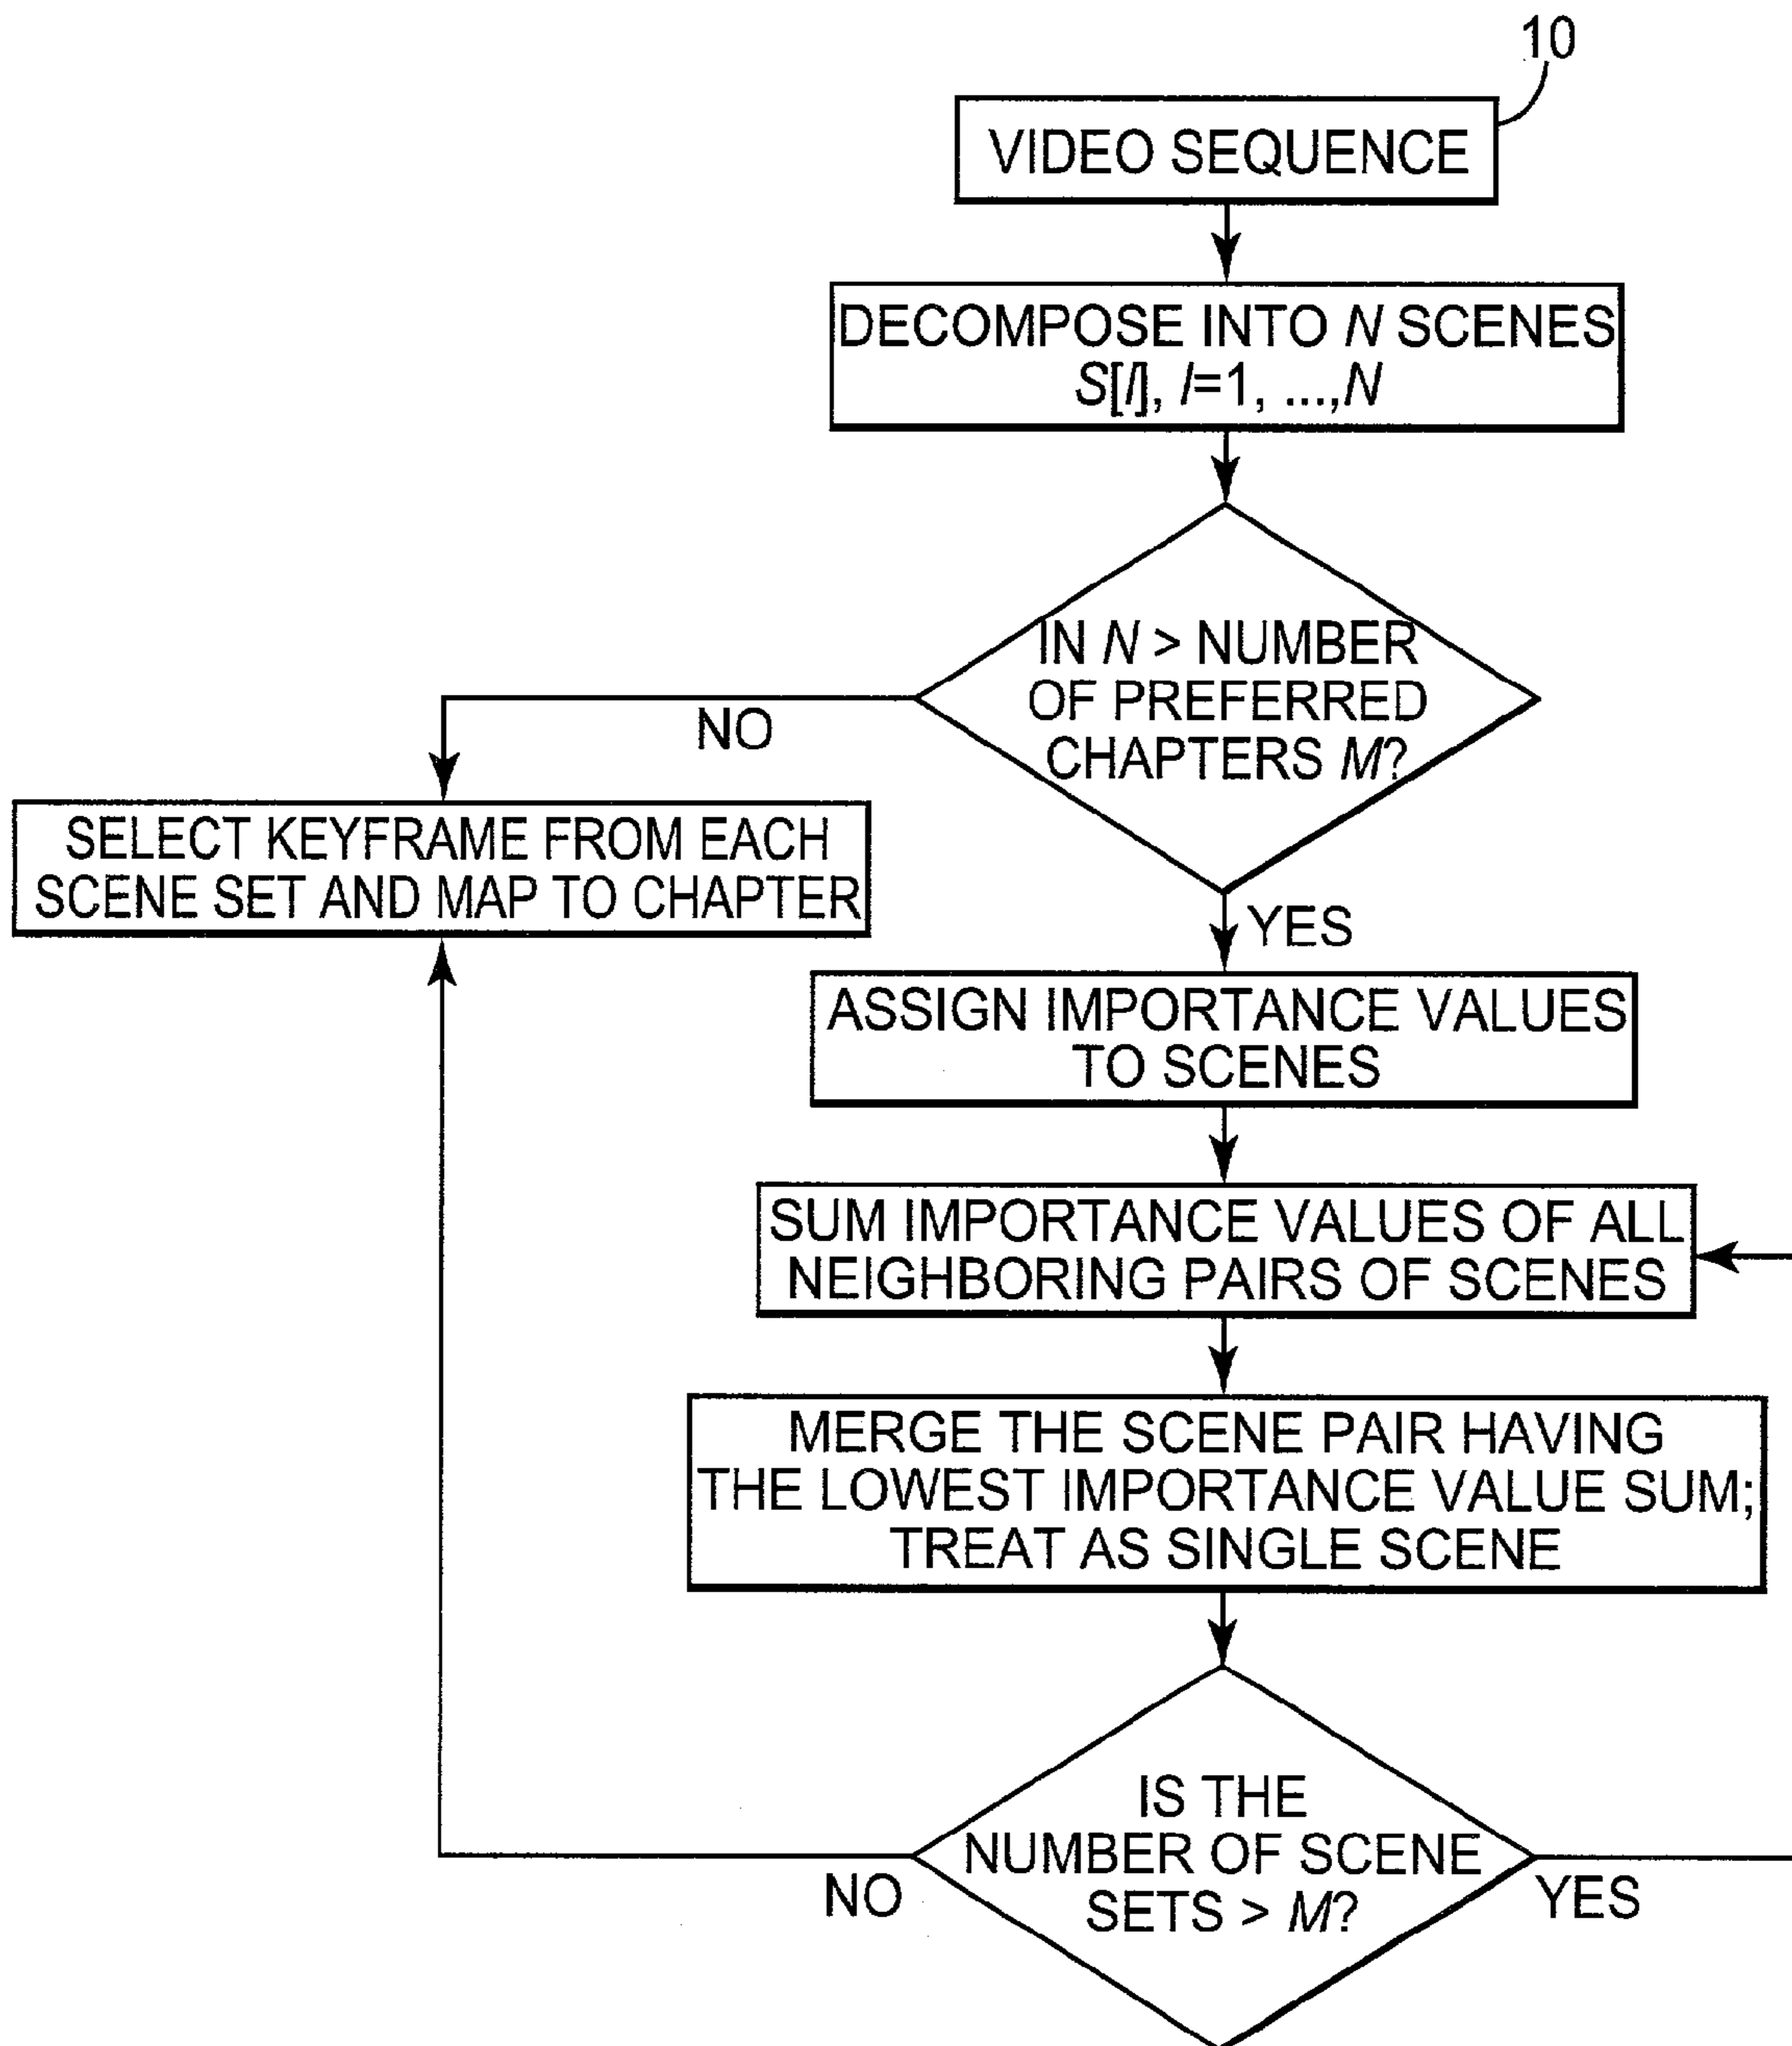 10
VIDEO SEQUENCE
DECOMPOSE INTO N SCENES
S[I], I=1, ...,N
IN N > NUMBER
OF PREFERRED
CHAPTERS M?
NO
SELECT KEYFRAME FROM EACH
SCENE SET AND MAP TO CHAPTER
YES
ASSIGN IMPORTANCE VALUES
TO SCENES
SUM IMPORTANCE VALUES OF ALL
NEIGHBORING PAIRS OF SCENES
MERGE THE SCENE PAIR HAVING
THE LOWEST IMPORTANCE VALUE SUM;
TREAT AS SINGLE SCENE
IS THE
NUMBER OF SCENE
SETS > M?
NO
YES